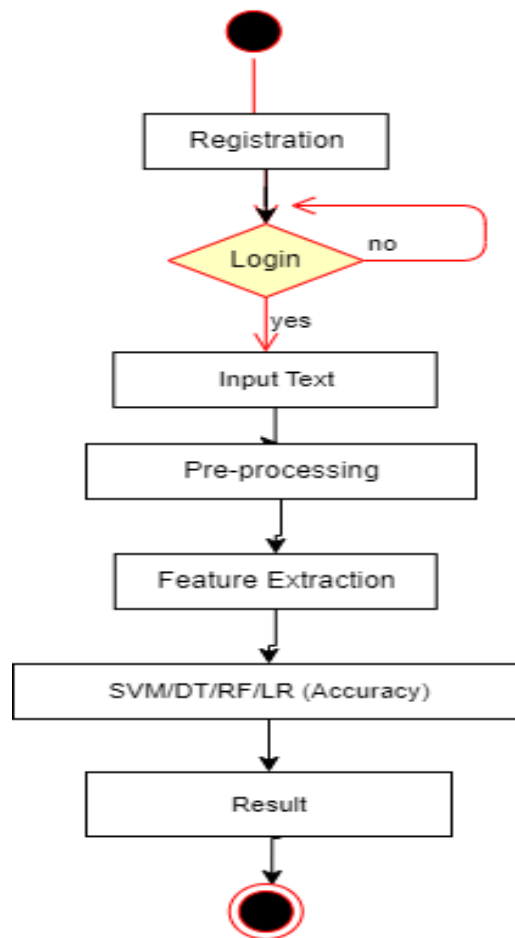 Registration
Login
no
yes
Input Text
Pre-processing
Feature Extraction
SVM/DT/RF/LR (Accuracy)
Result